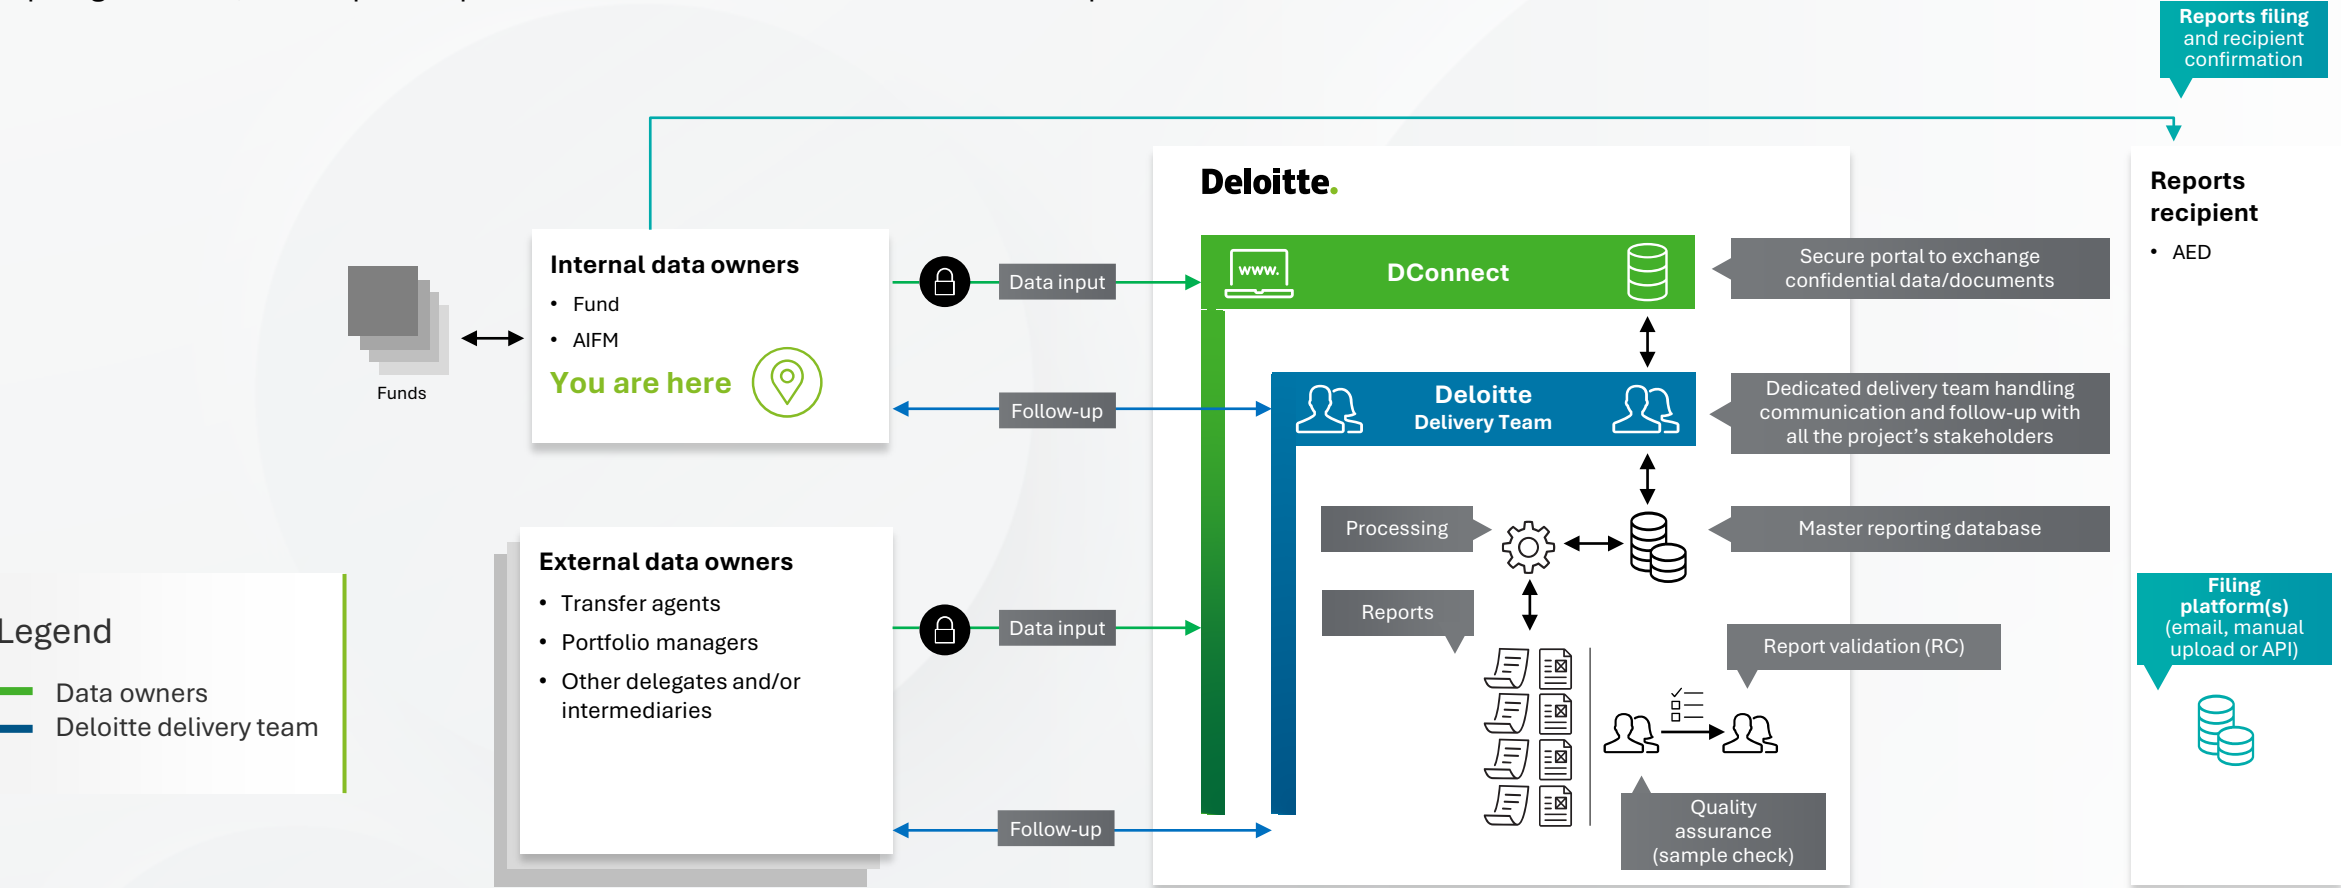 Reports filing
and recipient
confirmation
Deloitte.
Reports
recipient
• AED
Internal data owners
• Fund
• AIFM
You are here
Funds
Data input
www.
DConnect
Secure portal to exchange
confidential data/documents
Follow-up
Deloitte
Delivery Team
Dedicated delivery team handling
communication and follow-up with
all the project’s stakeholders
Processing
Master reporting database
External data owners
• Transfer agents
• Portfolio managers
• Other delegates and/or
intermediaries
Data input
Follow-up
Reports
Report validation (RC)
Quality
assurance
(sample check)
Filing
platform(s)
(email, manual
upload or API)
Legend
Data owners
Deloitte delivery team